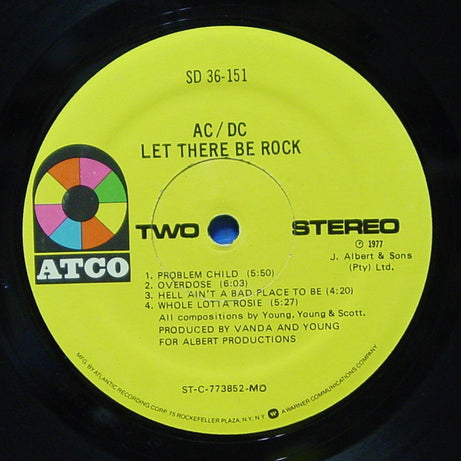 SD 36-151
AC/DC
LET THERE BE ROCK
ATCO
TWO
STEREO
℗ 1977
J. Albert & Sons
(Pty) Ltd.
1. PROBLEM CHILD (5:50)
2. OVERDOSE (6:03)
3. HELL AIN'T A BAD PLACE TO BE (4:20)
4. WHOLE LOTTA ROSIE (5:27)
All compositions by Young, Young & Scott.
PRODUCED BY VANDA AND YOUNG
FOR ALBERT PRODUCTIONS
ST-C-773852-MO
MFG. BY ATLANTIC RECORDING CORP. 75 ROCKEFELLER PLAZA, N.Y. N.Y. A WARNER COMMUNICATIONS COMPANY